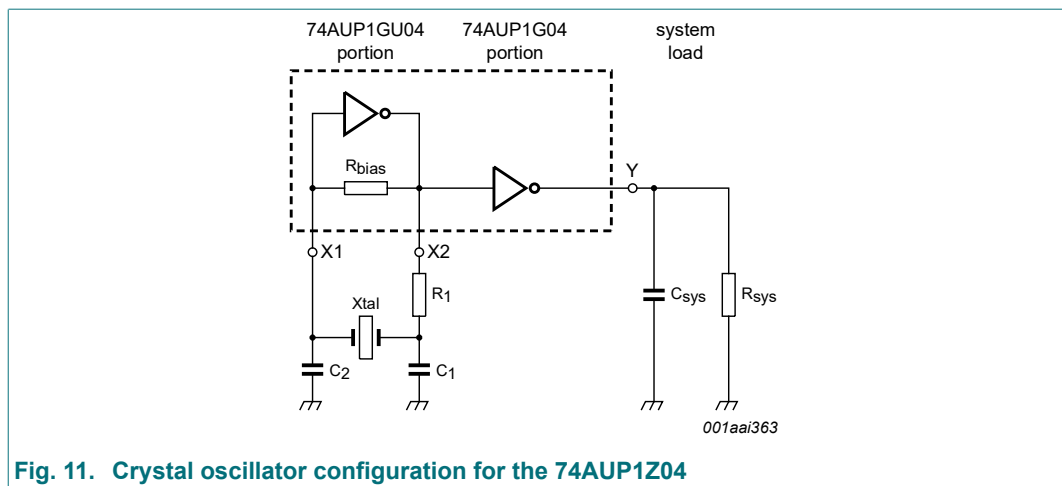 74AUP1GU04 portion
74AUP1G04 portion
system load
Rbias
Y
X1
X2
R1
Xtal
C2
C1
Csys
Rsys
001aai363
Fig. 11. Crystal oscillator configuration for the 74AUP1Z04